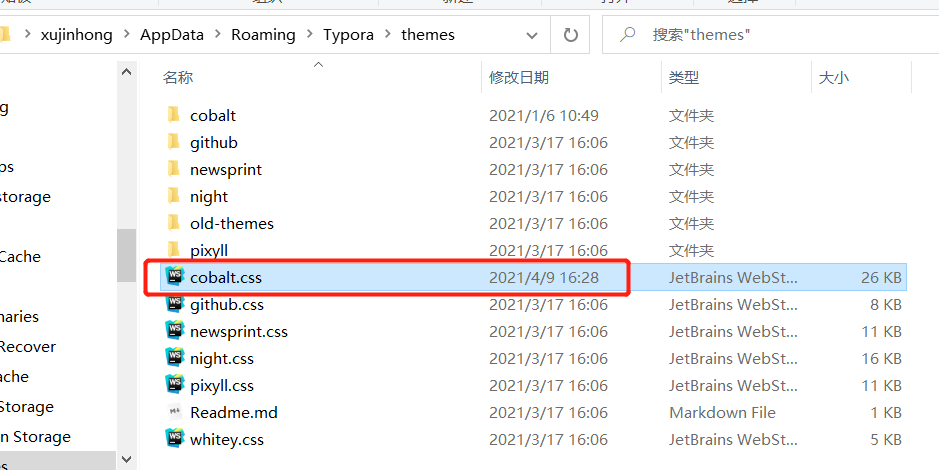 xujinhong > AppData > Roaming > Typora > themes
搜索"themes"
名称 修改日期 类型 大小
cobalt 2021/1/6 10:49 文件夹
github 2021/3/17 16:06 文件夹
newsprint 2021/3/17 16:06 文件夹
night 2021/3/17 16:06 文件夹
old-themes 2021/3/17 16:06 文件夹
pixyll 2021/3/17 16:06 文件夹
cobalt.css 2021/4/9 16:28 JetBrains WebSt... 26 KB
github.css 2021/3/17 16:06 JetBrains WebSt... 8 KB
newsprint.css 2021/3/17 16:06 JetBrains WebSt... 11 KB
night.css 2021/3/17 16:06 JetBrains WebSt... 16 KB
pixyll.css 2021/3/17 16:06 JetBrains WebSt... 11 KB
Readme.md 2021/3/17 16:06 Markdown File 1 KB
whitey.css 2021/3/17 16:06 JetBrains WebSt... 5 KB
Cache
Recover
Storage
Storage